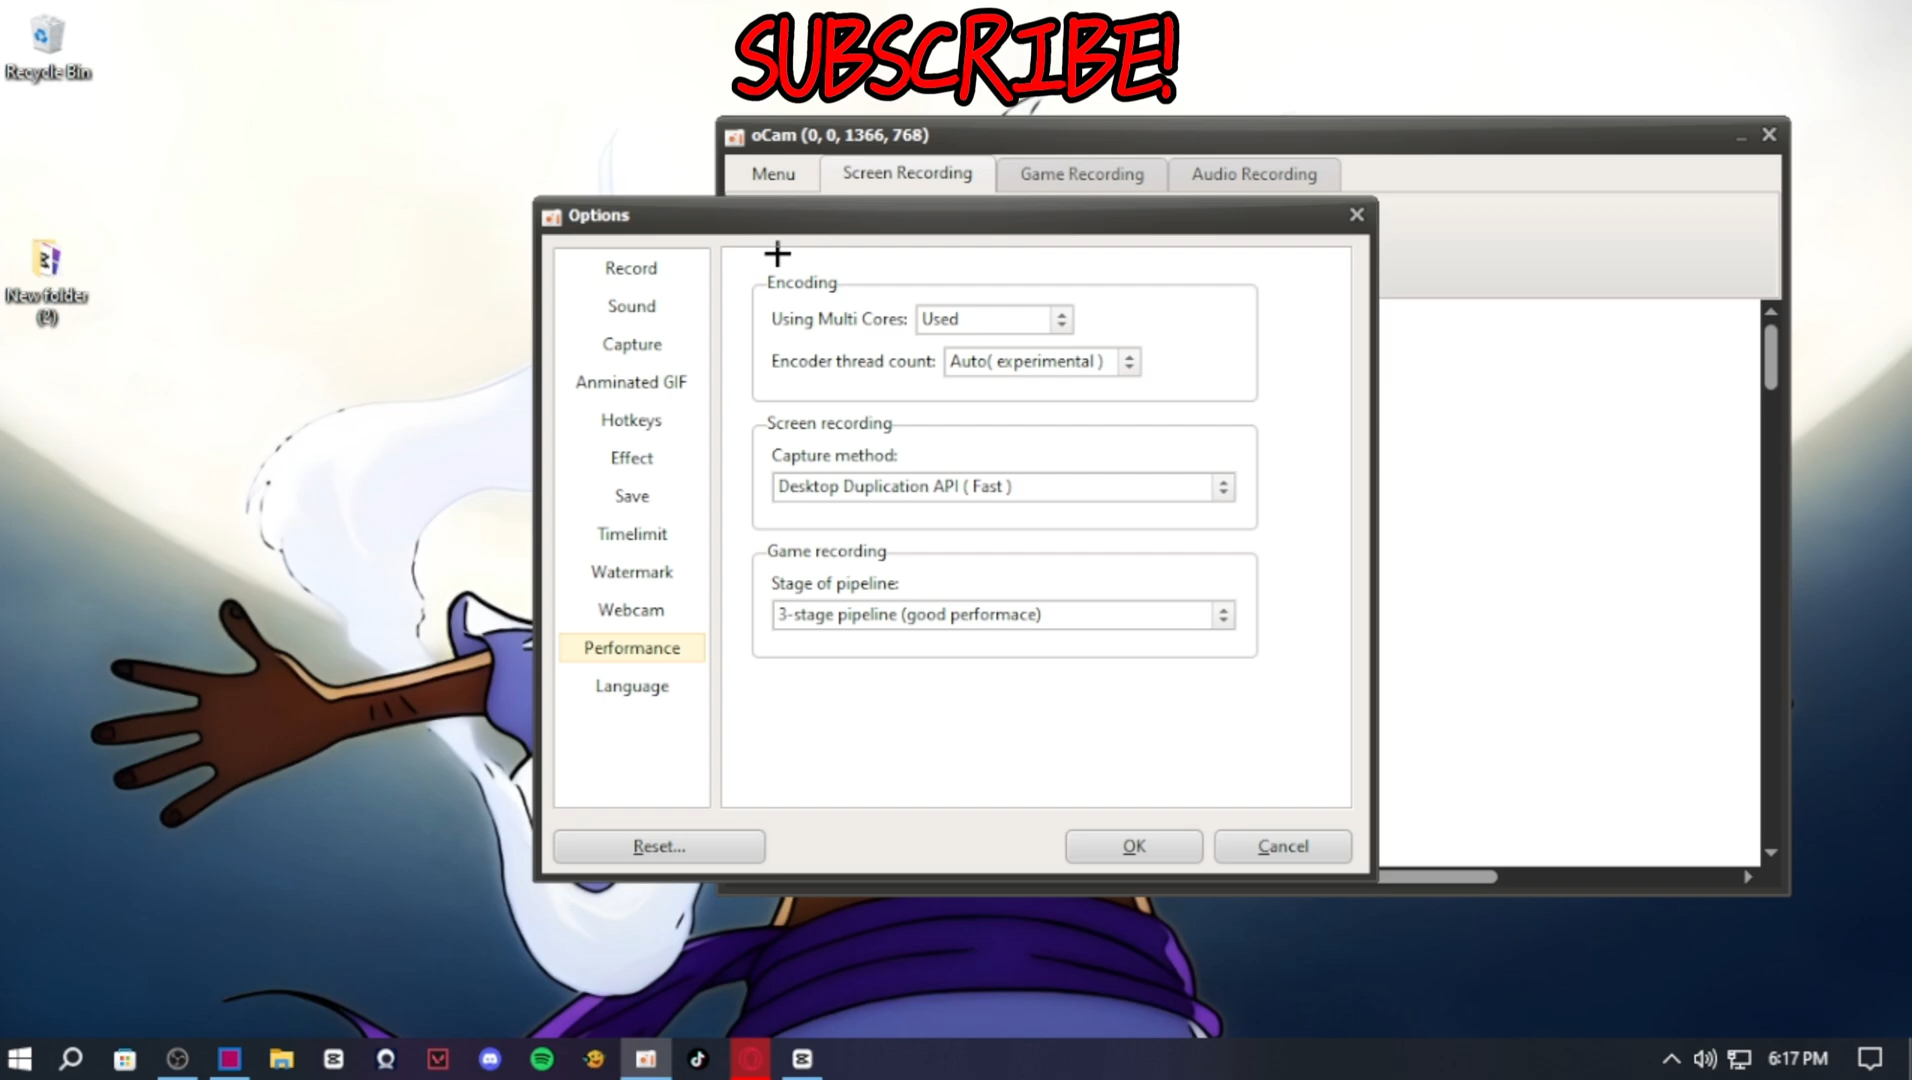 SUBSCRIBE!
Recycle Bin
New folder
(2)
oCam (0, 0, 1366, 768)
Menu
Screen Recording
Game Recording
Audio Recording
Options
Record
Sound
Capture
Anminated GIF
Hotkeys
Effect
Save
Timelimit
Watermark
Webcam
Performance
Language
Encoding
Using Multi Cores: Used
Encoder thread count: Auto( experimental )
Screen recording
Capture method:
Desktop Duplication API ( Fast )
Game recording
Stage of pipeline:
3-stage pipeline (good performace)
Reset...
OK
Cancel
6:17 PM